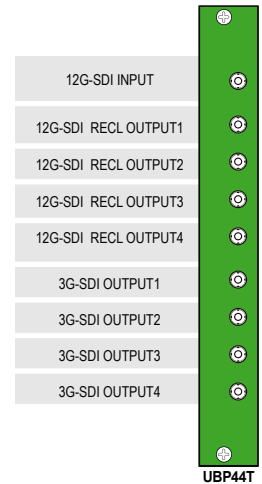 12G-SDI INPUT
12G-SDI RECL OUTPUT1
12G-SDI RECL OUTPUT2
12G-SDI RECL OUTPUT3
12G-SDI RECL OUTPUT4
3G-SDI OUTPUT1
3G-SDI OUTPUT2
3G-SDI OUTPUT3
3G-SDI OUTPUT4
UBP44T